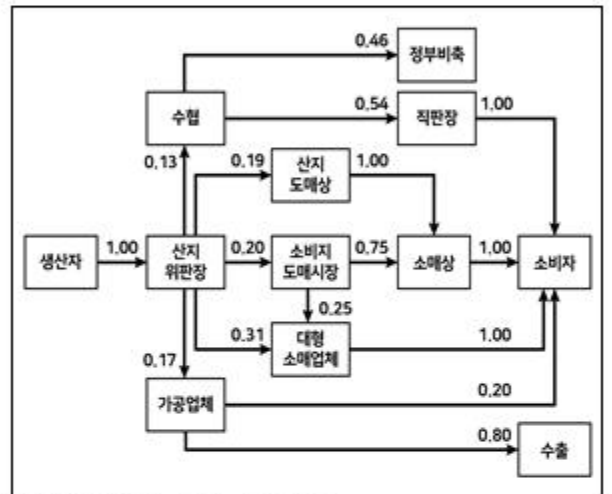 0.46
정부비축
수협
0.54
직판장
1.00
0.13
0.19
산지
도매상
1.00
생산자
1.00
산지
위판장
0.20
소비지
도매시장
0.75
소매상
1.00
소비자
0.25
0.31
대형
소매업체
1.00
0.17
가공업체
0.20
0.80
수출